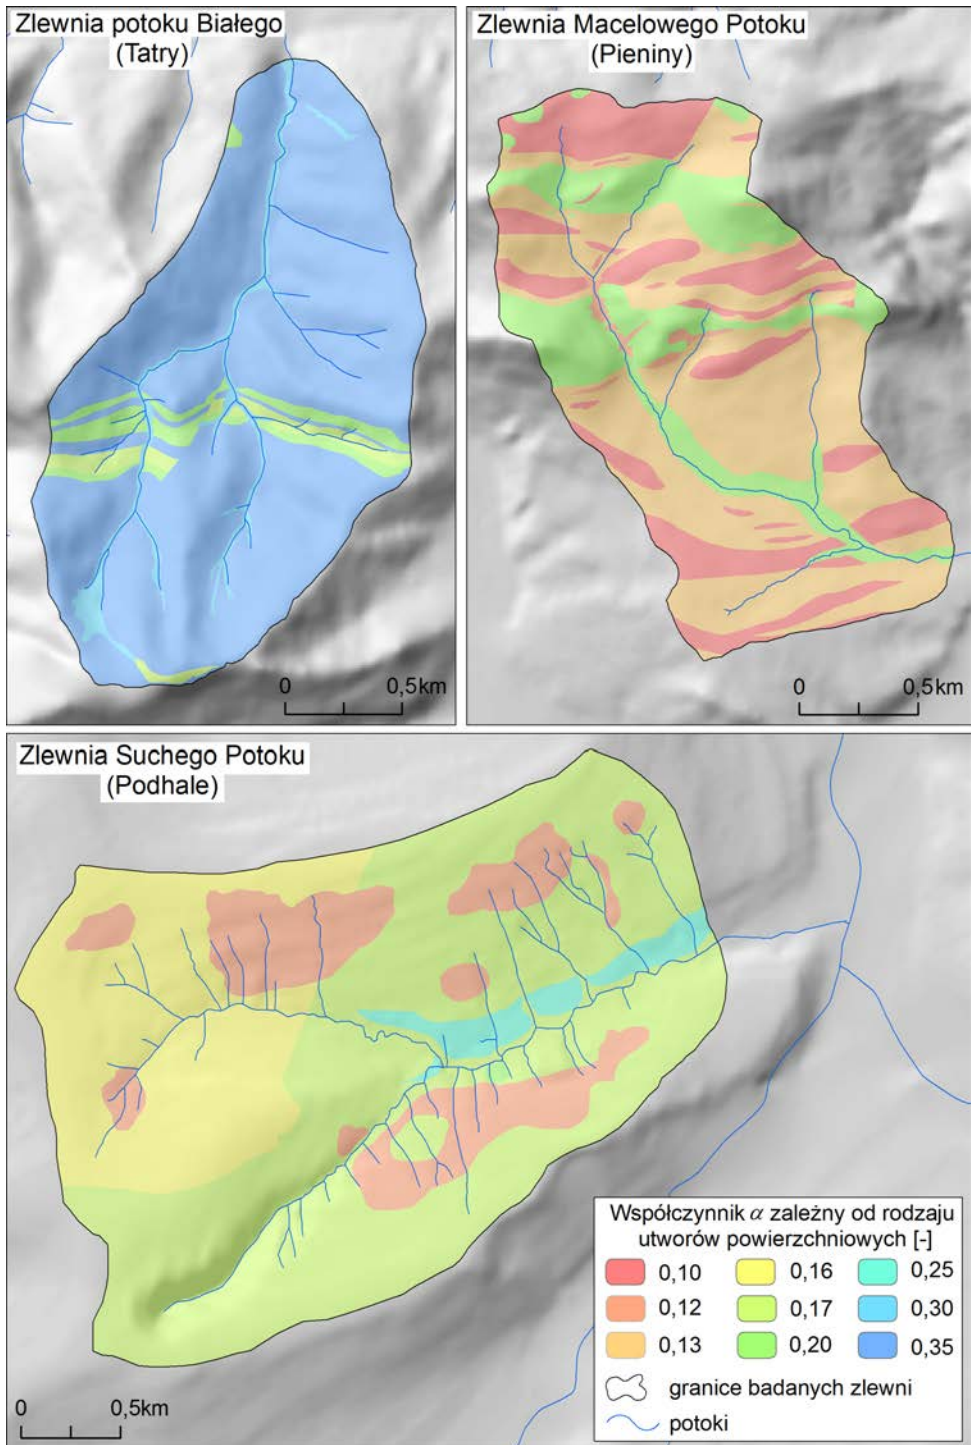 Zlewnia potoku Białego
(Tatry)
0
0,5km
Zlewnia Macelowego Potoku
(Pieniny)
0
0,5km
Zlewnia Suchego Potoku
(Podhale)
0
0,5km
Współczynnik α zależny od rodzaju
utworów powierzchniowych [-]
0,10
0,16
0,25
0,12
0,17
0,30
0,13
0,20
0,35
granice badanych zlewni
potoki